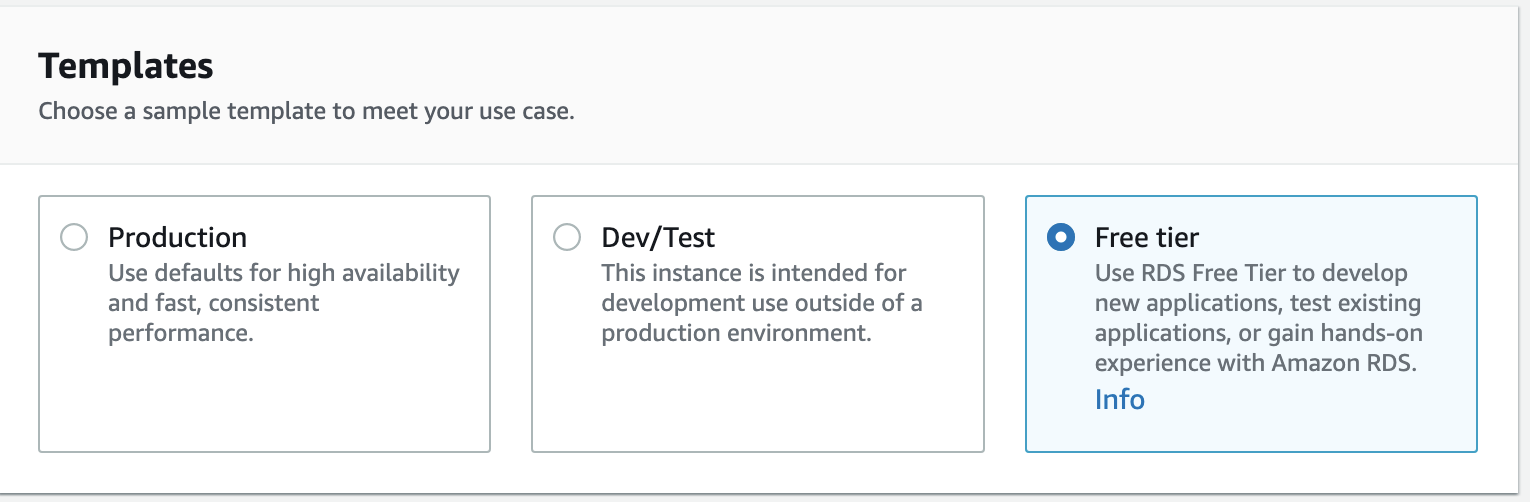 Templates
Choose a sample template to meet your use case.
Production
Use defaults for high availability
and fast, consistent
performance.
Dev/Test
This instance is intended for
development use outside of a
production environment.
Free tier
Use RDS Free Tier to develop
new applications, test existing
applications, or gain hands-on
experience with Amazon RDS.
Info